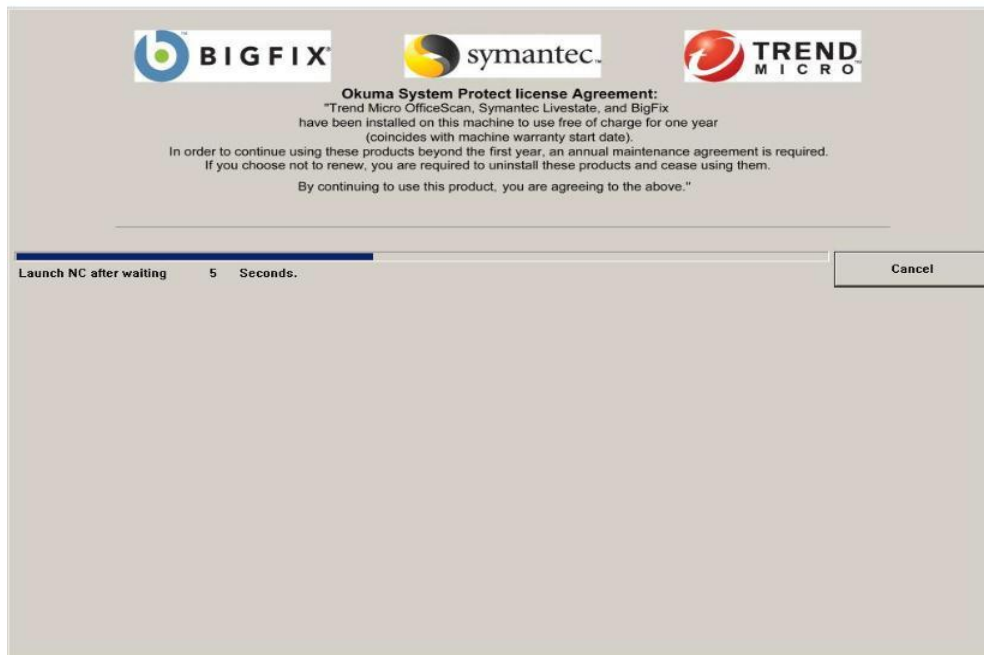 BIGFIX
symantec.
TREND
MICRO
Okuma System Protect license Agreement:
"Trend Micro OfficeScan, Symantec Livestate, and BigFix
have been installed on this machine to use free of charge for one year
(coincides with machine warranty start date).
In order to continue using these products beyond the first year, an annual maintenance agreement is required.
If you choose not to renew, you are required to uninstall these products and cease using them.
By continuing to use this product, you are agreeing to the above."
Launch NC after waiting 5 Seconds.
Cancel